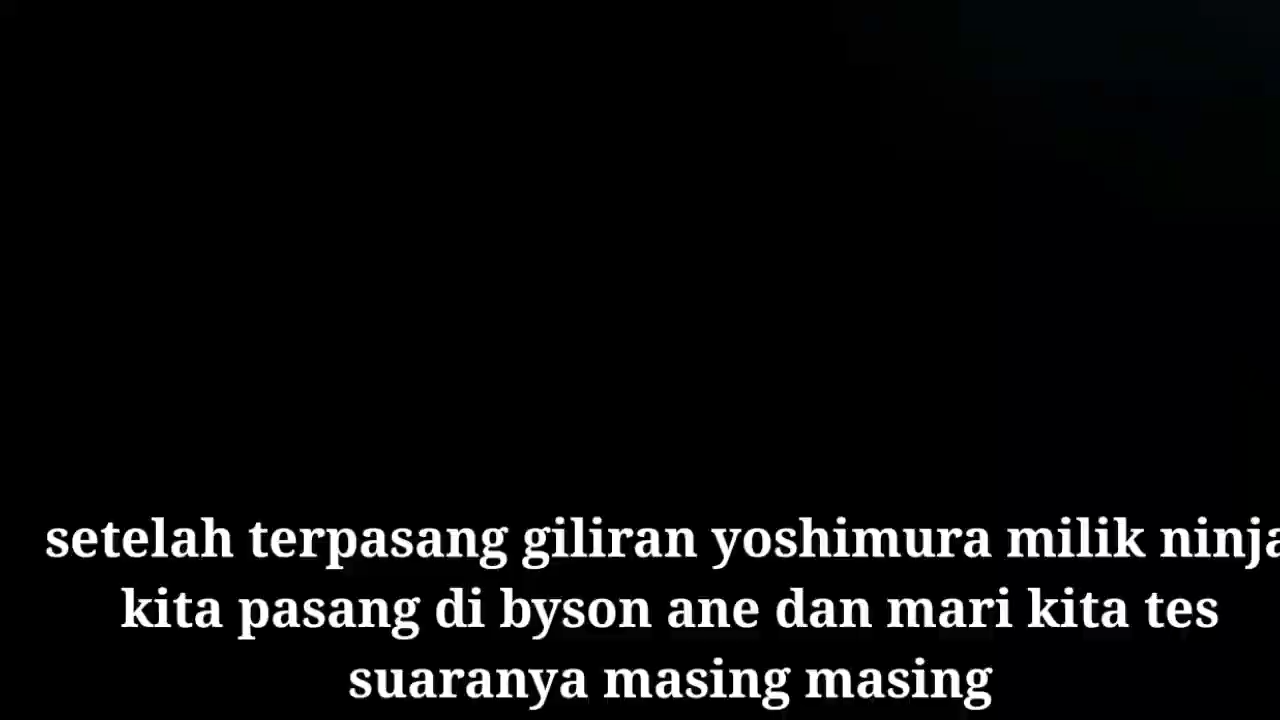 setelah terpasang giliran yoshimura milik ninja
kita pasang di byson ane dan mari kita tes
suaranya masing masing